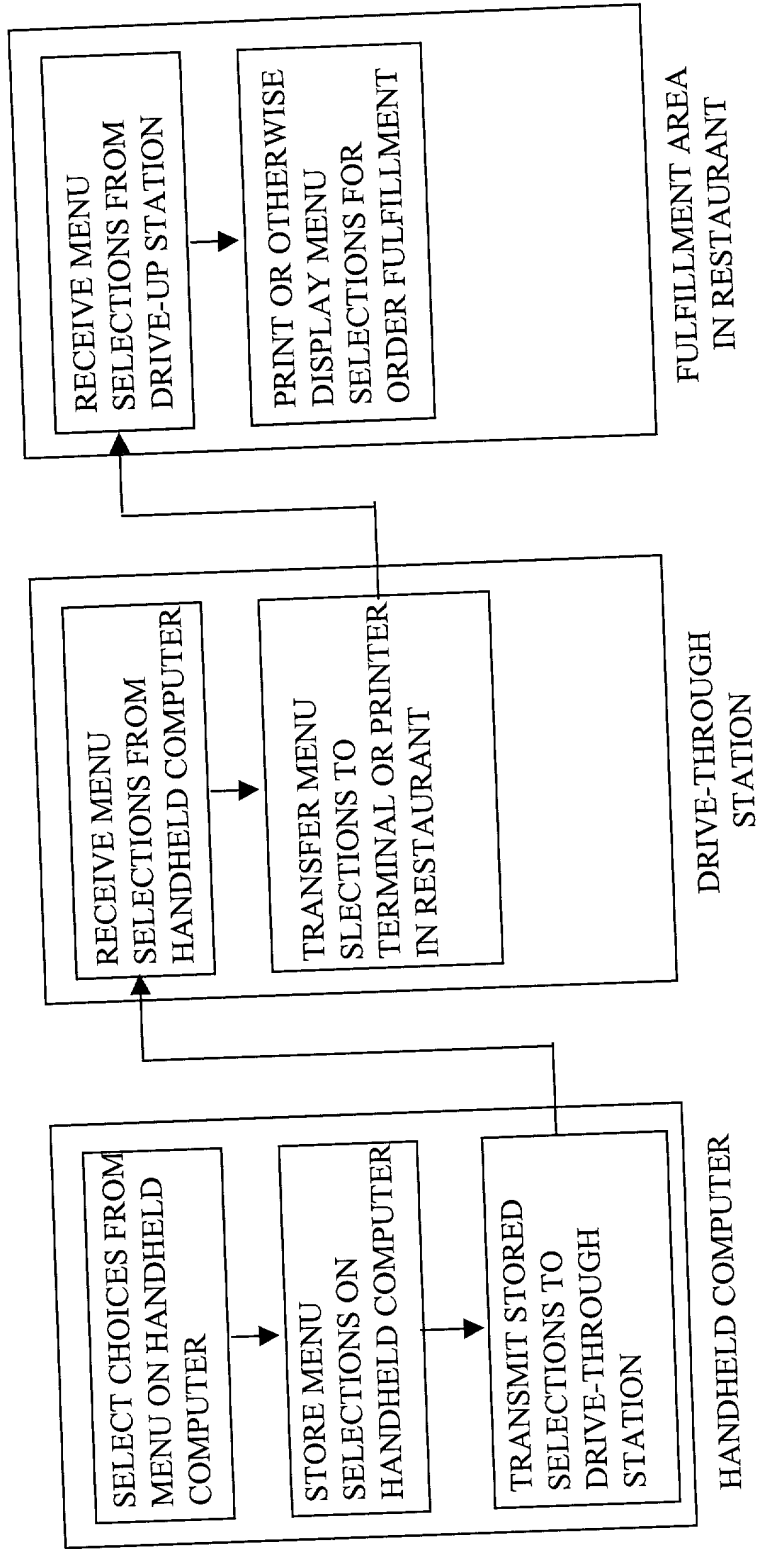 SELECT CHOICES FROM
MENU ON HANDHELD
COMPUTER
STORE MENU
SELECTIONS ON
HANDHELD COMPUTER
TRANSMIT STORED
SELECTIONS TO
DRIVE-THROUGH
STATION
HANDHELD COMPUTER
RECEIVE MENU
SELECTIONS FROM
HANDHELD COMPUTER
TRANSFER MENU
SLECTIONS TO
TERMINAL OR PRINTER
IN RESTAURANT
DRIVE-THROUGH
STATION
RECEIVE MENU
SELECTIONS FROM
DRIVE-UP STATION
PRINT OR OTHERWISE
DISPLAY MENU
SELECTIONS FOR
ORDER FULFILLMENT
FULFILLMENT AREA
IN RESTAURANT